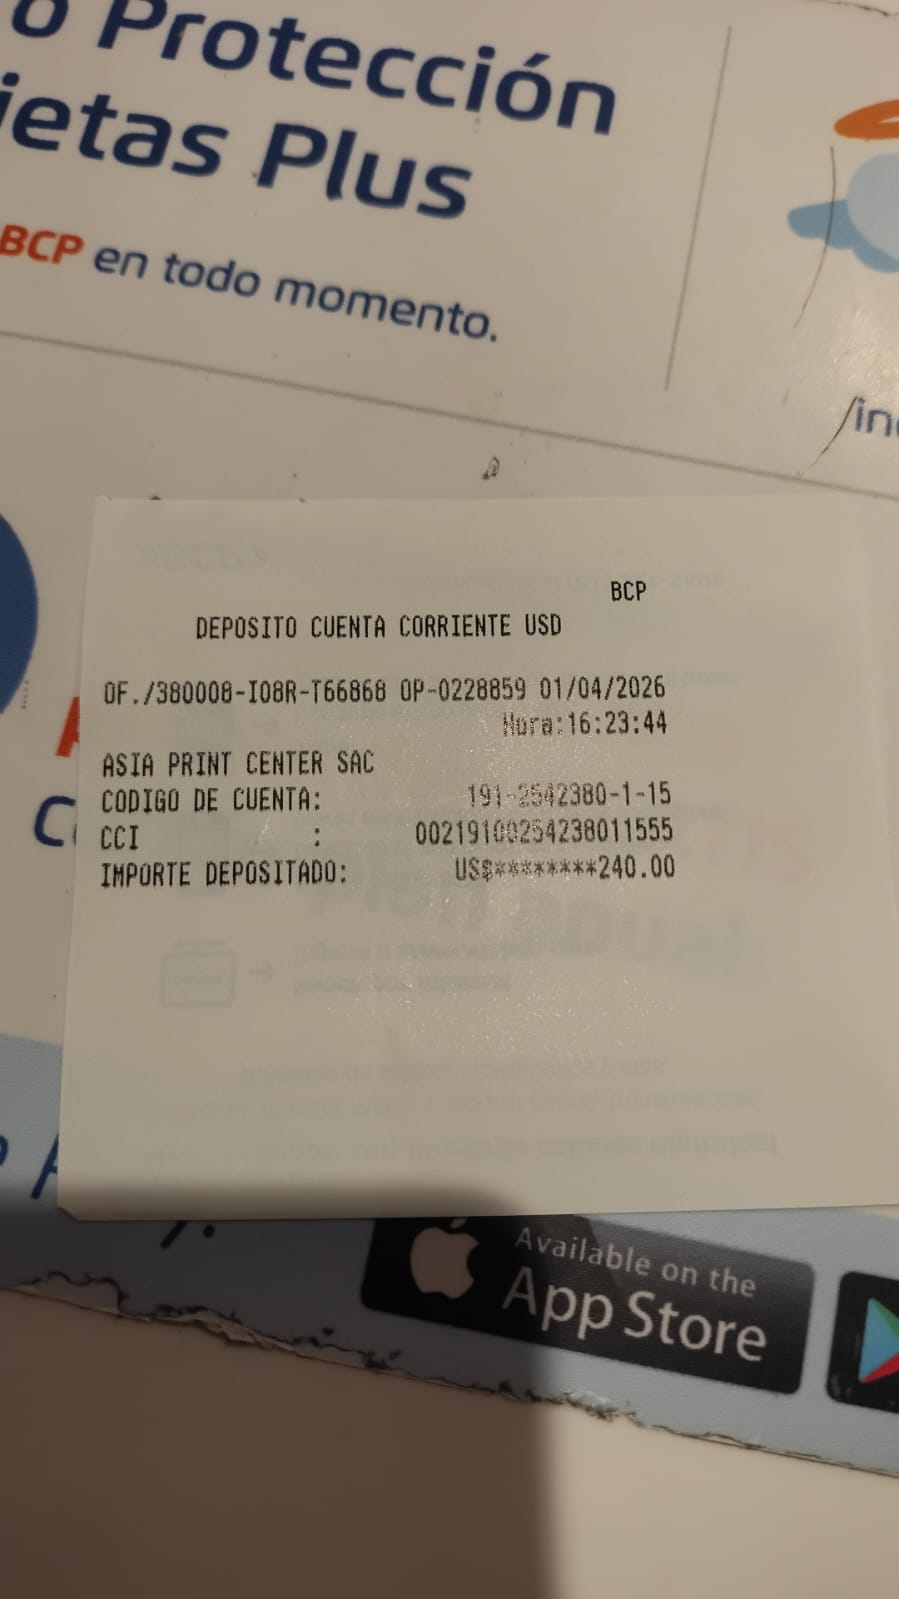 o Protección
jetas Plus
BCP en todo momento.
BCP
DEPOSITO CUENTA CORRIENTE USD
OF./380008-I08R-T66868 OP-0228859 01/04/2026
Hora:16:23:44
ASIA PRINT CENTER SAC
CODIGO DE CUENTA: 191-2542380-1-15
CCI : 00219100254238011555
IMPORTE DEPOSITADO: US$********240.00
Available on the
App Store